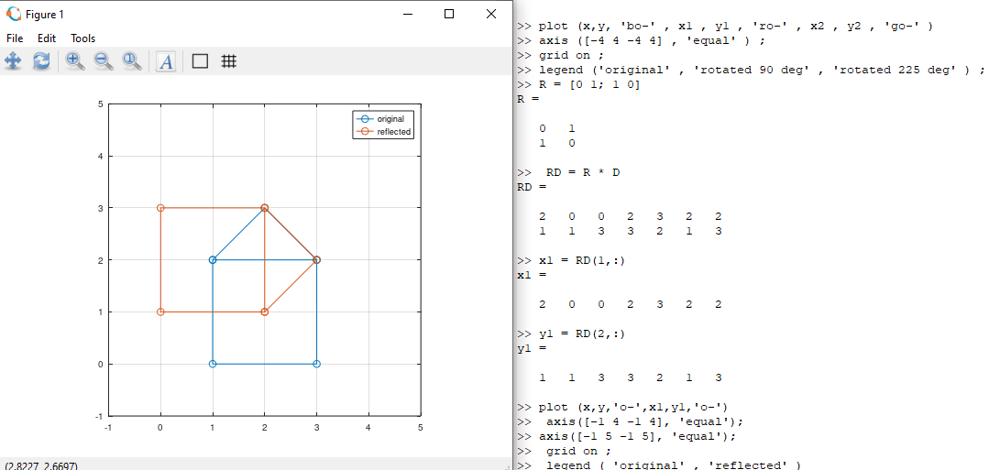 Figure 1
File Edit Tools
A
original
reflected
5
4
3
2
1
0
-1
-1 0 1 2 3 4 5
(2.8227, 2.6697)
>> plot (x,y, 'bo-' , x1 , y1 , 'ro-' , x2 , y2 , 'go-' )
>> axis ([-4 4 -4 4] , 'equal' ) ;
>> grid on ;
>> legend ('original' , 'rotated 90 deg' , 'rotated 225 deg' ) ;
>> R = [0 1; 1 0]
R =
0 1
1 0
>> RD = R * D
RD =
2 0 0 2 3 2 2
1 1 3 3 2 1 3
>> x1 = RD(1,:)
x1 =
2 0 0 2 3 2 2
>> y1 = RD(2,:)
y1 =
1 1 3 3 2 1 3
>> plot (x,y,'o-',x1,y1,'o-')
>> axis([-1 4 -1 4], 'equal');
>> axis([-1 5 -1 5], 'equal');
>> grid on ;
>> legend ( 'original' , 'reflected' )